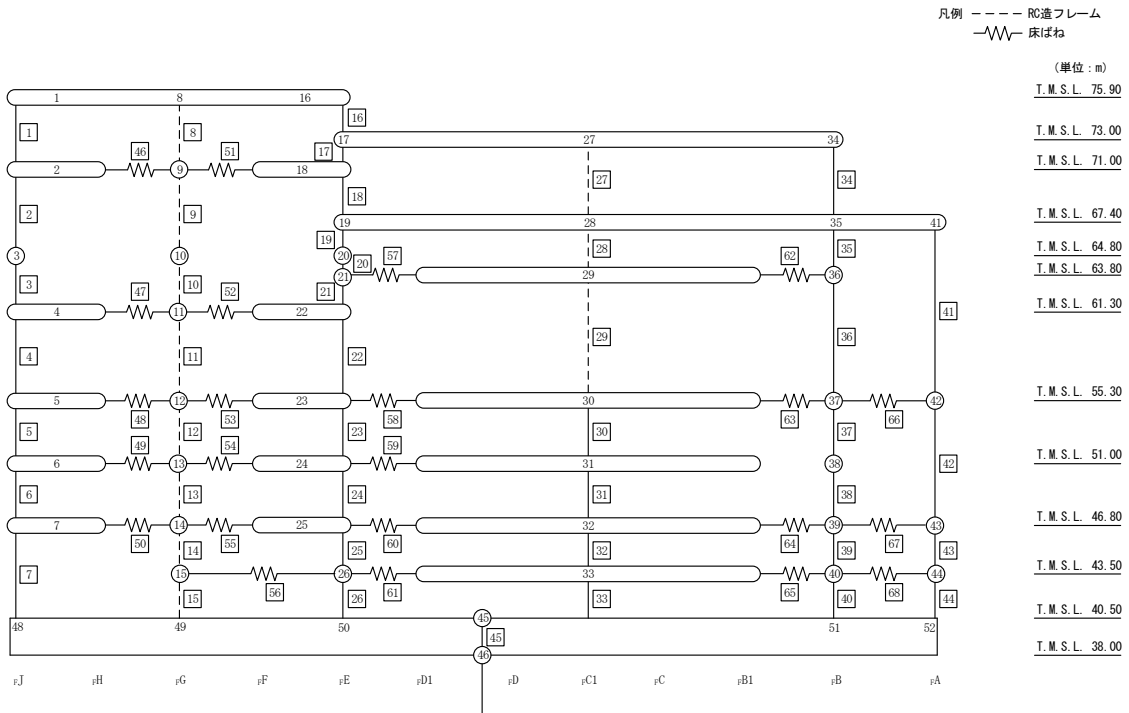 凡例 RC造フレーム
床ばね
(単位:m)
T.M.S.L. 75.90
1 8 16
1 8 16
T.M.S.L. 73.00
17 27 34
46 51 17
T.M.S.L. 71.00
2 9 18
27 34
2 9 18
T.M.S.L. 67.40
19 28 35 41
19 28 35
T.M.S.L. 64.80
3 10 20
20 57 62
T.M.S.L. 63.80
21 29 36
3 10 21
47 52
T.M.S.L. 61.30
4 11 22
41
29 36
4 11 22
T.M.S.L. 55.30
5 12 23 30 37 42
48 53 58 63 66
5 12 23 30 37
49 54 59
T.M.S.L. 51.00
6 13 24 31 38
42
6 13 24 31 38
T.M.S.L. 46.80
7 14 25 32 39 43
50 55 60 64 67
14 25 32 39 43
T.M.S.L. 43.50
7 15 26 33 40 44
56 61 65 68
15 26 33 40 44
T.M.S.L. 40.50
45
48 49 50 51 52
45
T.M.S.L. 38.00
46
FJ FH FG FF FE FD1 FD FC1 FC FB1 FB FA